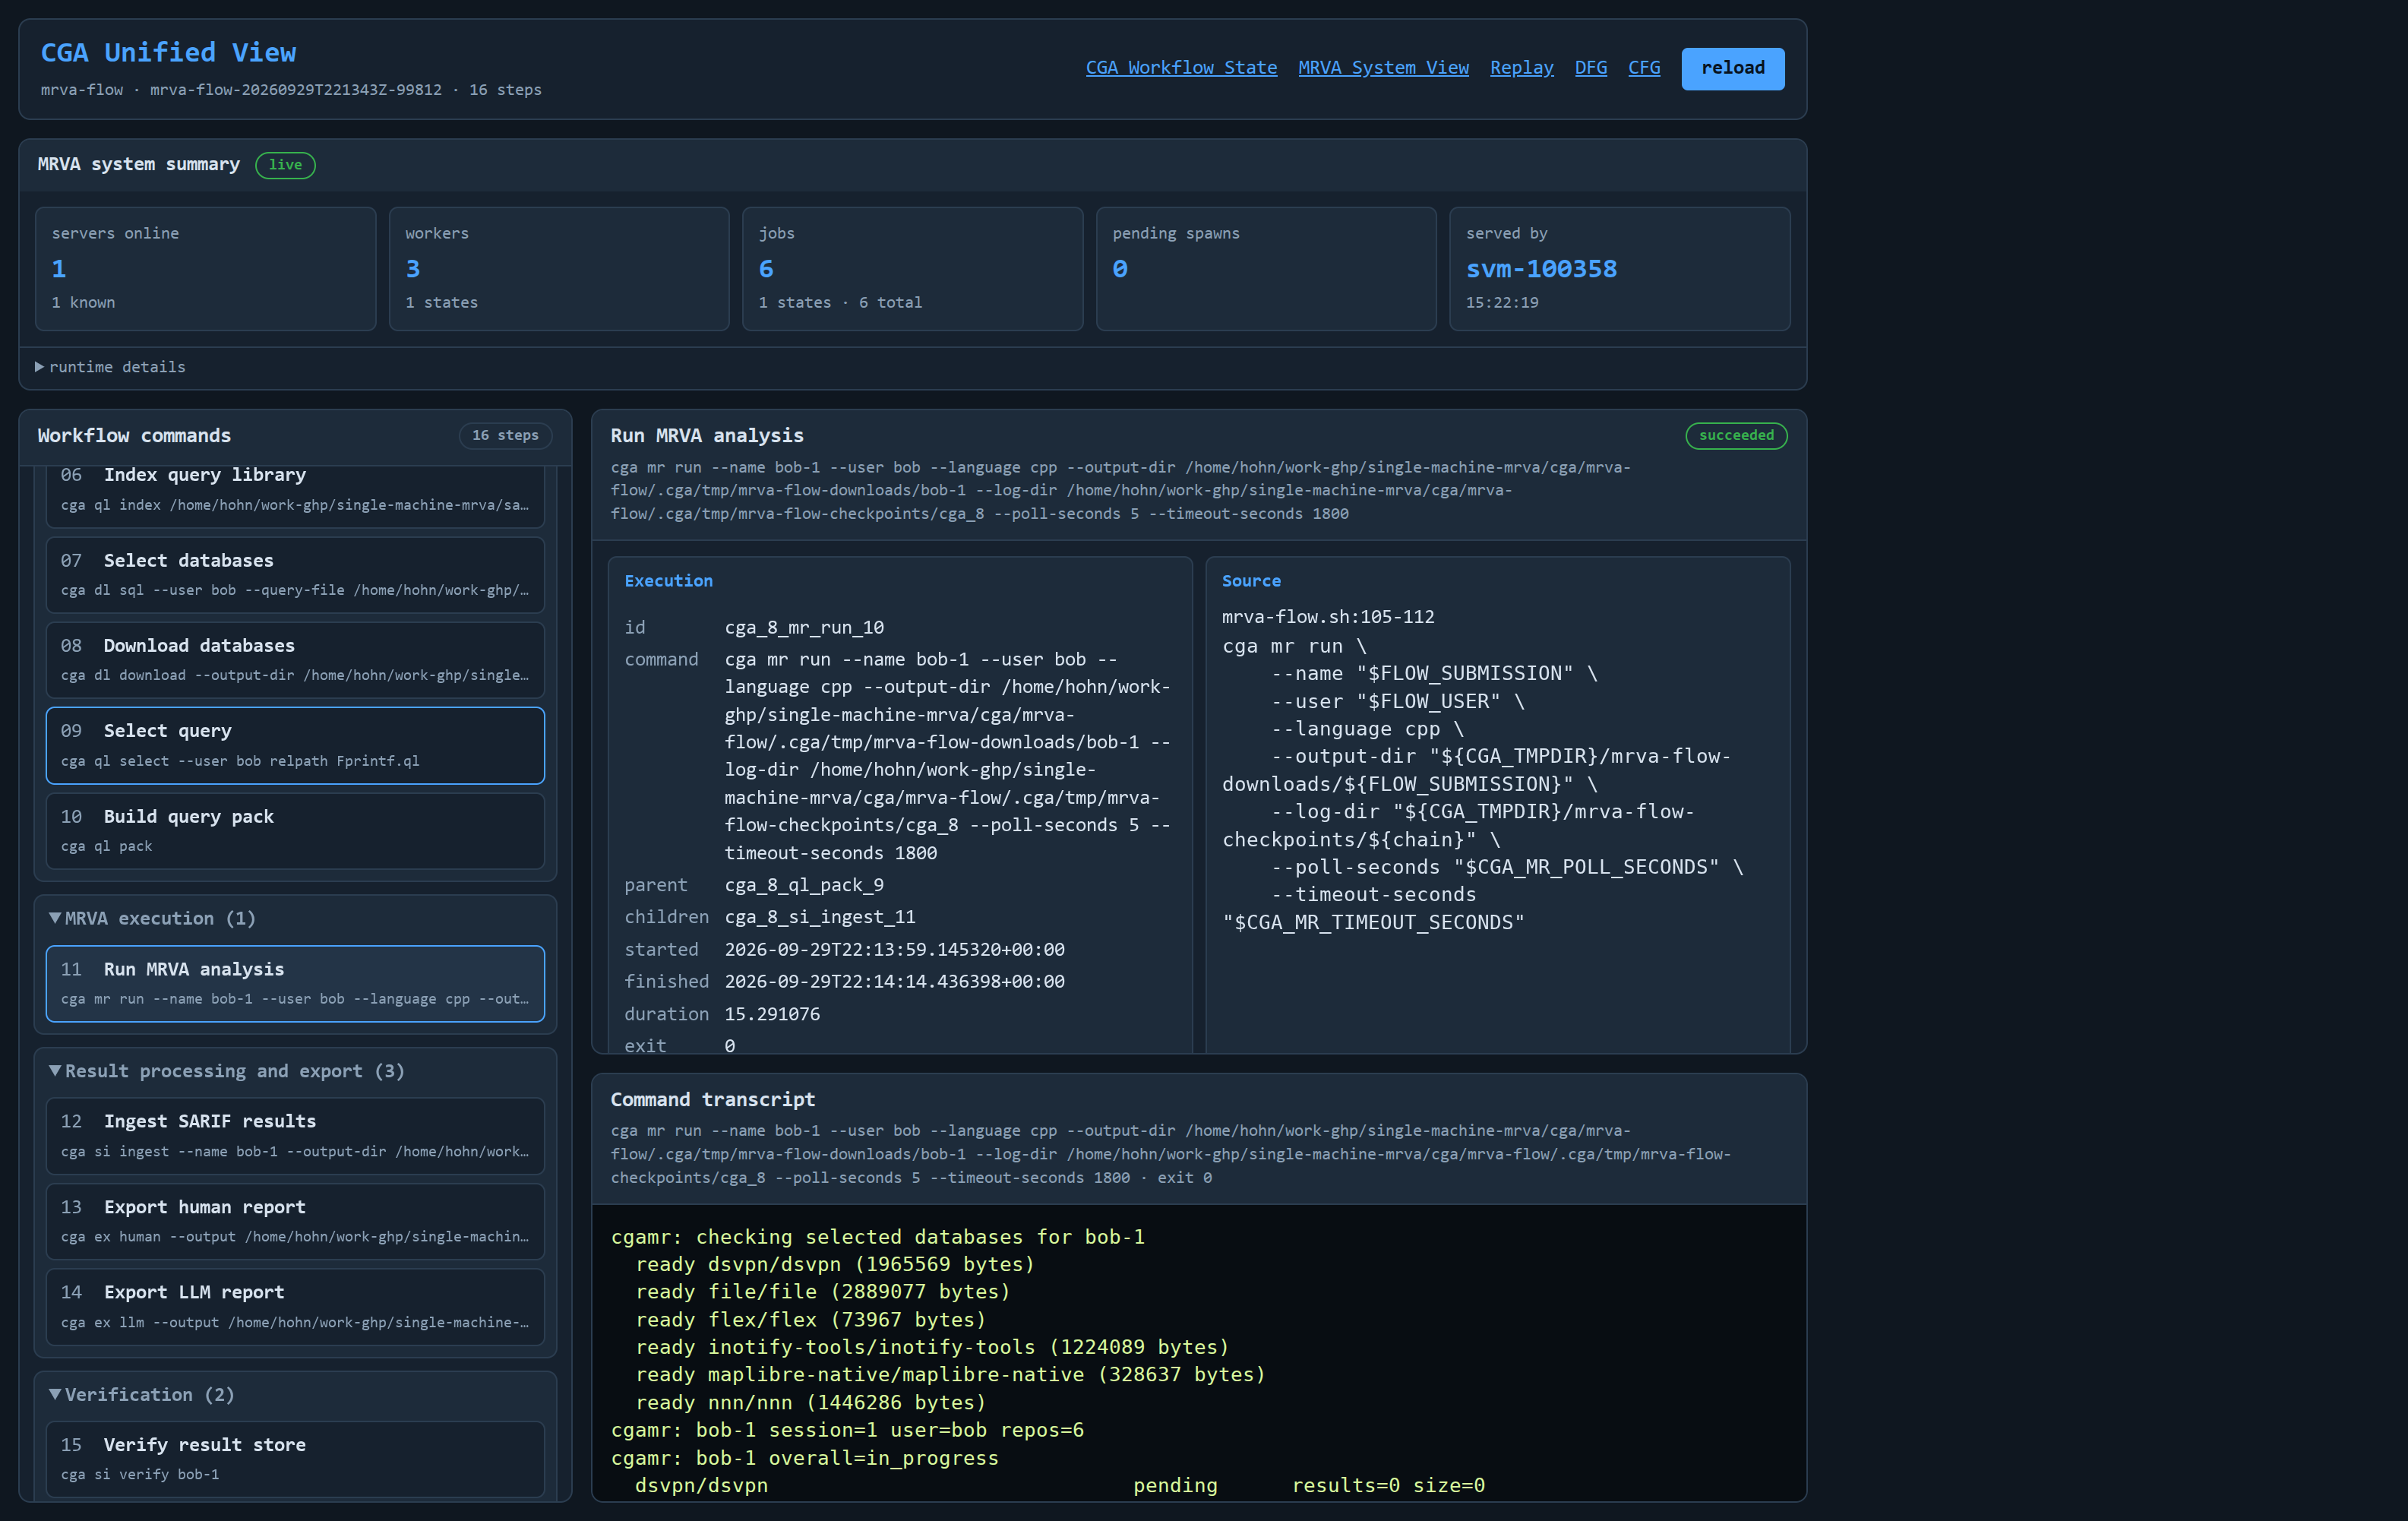 CGA Unified View
mrva-flow · mrva-flow-20260929T221343Z-99812 · 16 steps
CGA Workflow State MRVA System View Replay DFG CFG reload
MRVA system summary live
servers online
1
1 known
workers
3
1 states
jobs
6
1 states · 6 total
pending spawns
0
served by
svm-100358
15:22:19
▶ runtime details
Workflow commands 16 steps
06 Index query library
cga ql index /home/hohn/work-ghp/single-machine-mrva/sa…
07 Select databases
cga dl sql --user bob --query-file /home/hohn/work-ghp/…
08 Download databases
cga dl download --output-dir /home/hohn/work-ghp/single…
09 Select query
cga ql select --user bob relpath Fprintf.ql
10 Build query pack
cga ql pack
▼ MRVA execution (1)
11 Run MRVA analysis
cga mr run --name bob-1 --user bob --language cpp --out…
▼ Result processing and export (3)
12 Ingest SARIF results
cga si ingest --name bob-1 --output-dir /home/hohn/work…
13 Export human report
cga ex human --output /home/hohn/work-ghp/single-machin…
14 Export LLM report
cga ex llm --output /home/hohn/work-ghp/single-machine-…
▼ Verification (2)
15 Verify result store
cga si verify bob-1
Run MRVA analysis succeeded
cga mr run --name bob-1 --user bob --language cpp --output-dir /home/hohn/work-ghp/single-machine-mrva/cga/mrva-
flow/.cga/tmp/mrva-flow-downloads/bob-1 --log-dir /home/hohn/work-ghp/single-machine-mrva/cga/mrva-
flow/.cga/tmp/mrva-flow-checkpoints/cga_8 --poll-seconds 5 --timeout-seconds 1800
Execution
id cga_8_mr_run_10
command cga mr run --name bob-1 --user bob --
language cpp --output-dir /home/hohn/work-
ghp/single-machine-mrva/cga/mrva-
flow/.cga/tmp/mrva-flow-downloads/bob-1 --
log-dir /home/hohn/work-ghp/single-
machine-mrva/cga/mrva-flow/.cga/tmp/mrva-
flow-checkpoints/cga_8 --poll-seconds 5 --
timeout-seconds 1800
parent cga_8_ql_pack_9
children cga_8_si_ingest_11
started 2026-09-29T22:13:59.145320+00:00
finished 2026-09-29T22:14:14.436398+00:00
duration 15.291076
exit 0
Source
mrva-flow.sh:105-112
cga mr run \
--name "$FLOW_SUBMISSION" \
--user "$FLOW_USER" \
--language cpp \
--output-dir "${CGA_TMPDIR}/mrva-flow-
downloads/${FLOW_SUBMISSION}" \
--log-dir "${CGA_TMPDIR}/mrva-flow-
checkpoints/${chain}" \
--poll-seconds "$CGA_MR_POLL_SECONDS" \
--timeout-seconds
"$CGA_MR_TIMEOUT_SECONDS"
Command transcript
cga mr run --name bob-1 --user bob --language cpp --output-dir /home/hohn/work-ghp/single-machine-mrva/cga/mrva-
flow/.cga/tmp/mrva-flow-downloads/bob-1 --log-dir /home/hohn/work-ghp/single-machine-mrva/cga/mrva-flow/.cga/tmp/mrva-flow-
checkpoints/cga_8 --poll-seconds 5 --timeout-seconds 1800 · exit 0
cgamr: checking selected databases for bob-1
ready dsvpn/dsvpn (1965569 bytes)
ready file/file (2889077 bytes)
ready flex/flex (73967 bytes)
ready inotify-tools/inotify-tools (1224089 bytes)
ready maplibre-native/maplibre-native (328637 bytes)
ready nnn/nnn (1446286 bytes)
cgamr: bob-1 session=1 user=bob repos=6
cgamr: bob-1 overall=in_progress
dsvpn/dsvpn pending results=0 size=0